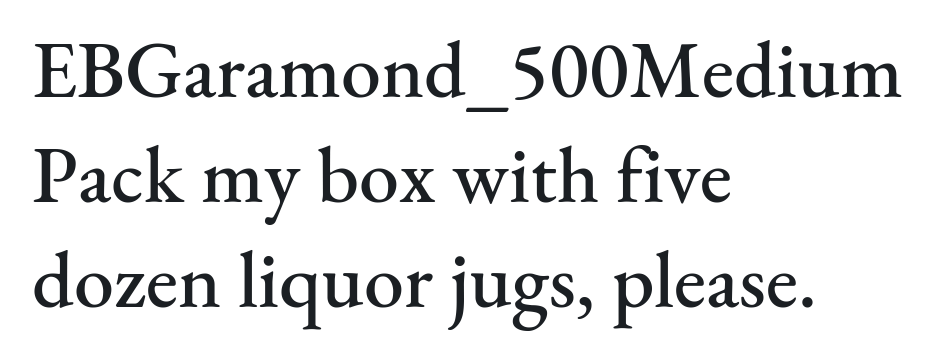 EBGaramond_500Medium
Pack my box with five
dozen liquor jugs, please.